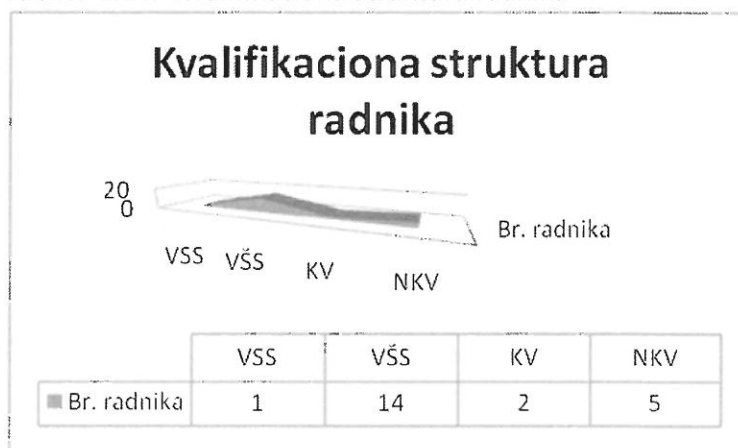 Kvalifikaciona struktura
radnika
20
0
Br. radnika
VSS VŠS KV NKV
VSS VŠS KV NKV
Br. radnika 1 14 2 5